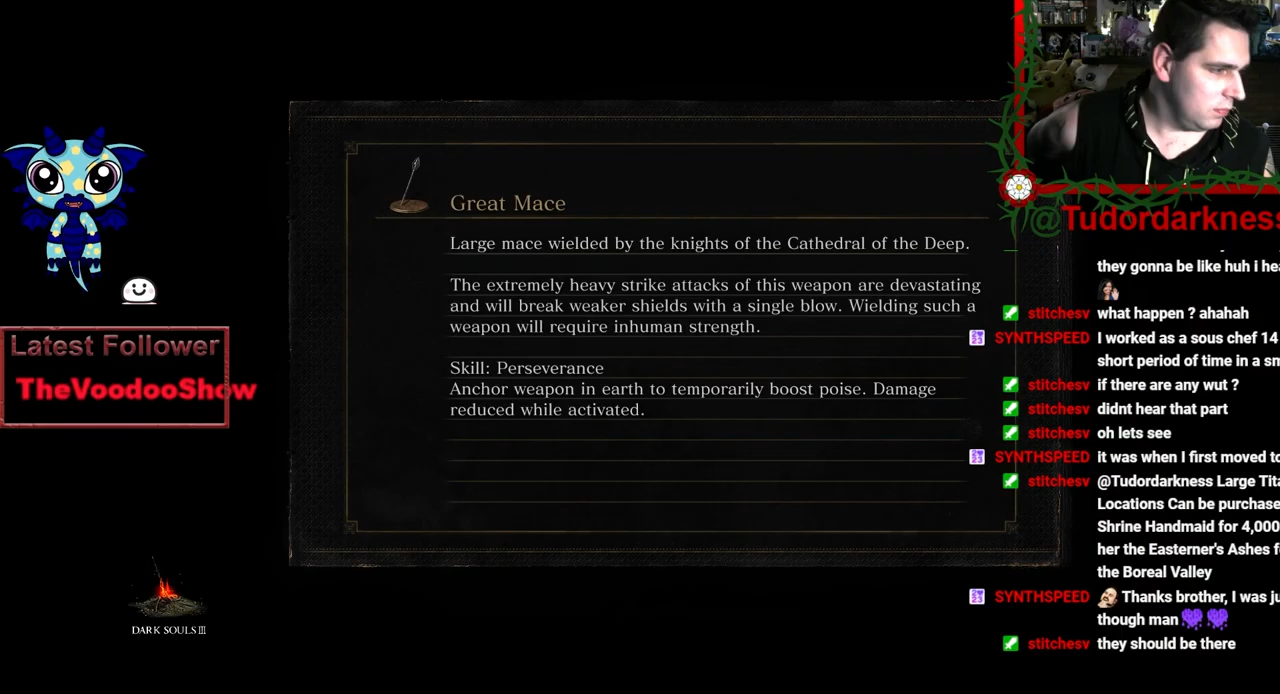 Great Mace
Large mace wielded by the knights of the Cathedral of the Deep.
The extremely heavy strike attacks of this weapon are devastating
and will break weaker shields with a single blow. Wielding such a
weapon will require inhuman strength.
Skill: Perseverance
Anchor weapon in earth to temporarily boost poise. Damage
reduced while activated.
Latest Follower
TheVoodooShow
DARK SOULS III
@Tudordarkness
they gonna be like huh i hea
stitchesv what happen ? ahahah
SYNTHSPEED I worked as a sous chef 14
short period of time in a sm
stitchesv if there are any wut ?
stitchesv didnt hear that part
stitchesv oh lets see
SYNTHSPEED it was when I first moved to
stitchesv @Tudordarkness Large Tita
Locations Can be purchase
Shrine Handmaid for 4,000
her the Easterner's Ashes f
the Boreal Valley
SYNTHSPEED Thanks brother, I was ju
though man
stitchesv they should be there